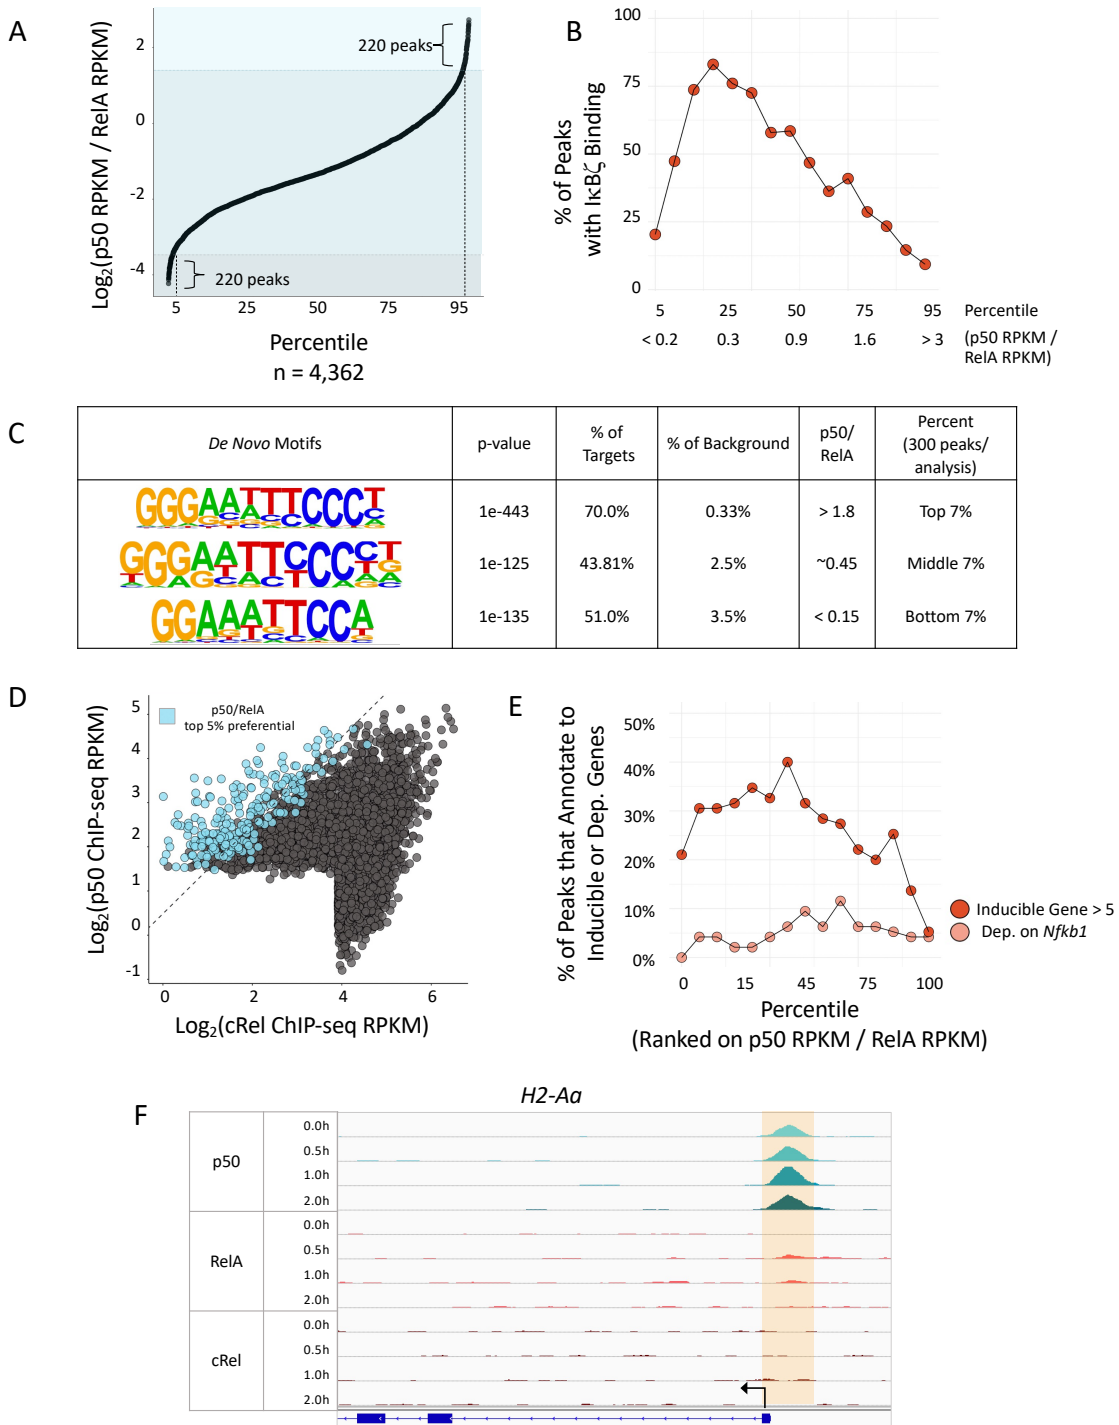 A
Log2(p50 RPKM / RelA RPKM)
2
0
-2
-4
220 peaks
220 peaks
5 25 50 75 95
Percentile
n = 4,362
B
% of Peaks
with IκBζ Binding
100
75
50
25
0
5 25 50 75 95 Percentile
< 0.2 0.3 0.9 1.6 > 3 (p50 RPKM /
RelA RPKM)
C
De Novo Motifs p-value % of Targets % of Background p50/ RelA Percent (300 peaks/ analysis)
1e-443 70.0% 0.33% > 1.8 Top 7%
1e-125 43.81% 2.5% ~0.45 Middle 7%
1e-135 51.0% 3.5% < 0.15 Bottom 7%
D
p50/RelA
top 5% preferential
Log2(p50 ChIP-seq RPKM)
5
4
3
2
1
0
-1
0 2 4 6
Log2(cRel ChIP-seq RPKM)
E
% of Peaks that Annotate to
Inducible or Dep. Genes
50%
40%
30%
20%
10%
0%
Inducible Gene > 5
Dep. on Nfkb1
0 15 45 75 100
Percentile
(Ranked on p50 RPKM / RelA RPKM)
F
H2-Aa
p50
0.0h
0.5h
1.0h
2.0h
RelA
0.0h
0.5h
1.0h
2.0h
cRel
0.0h
0.5h
1.0h
2.0h